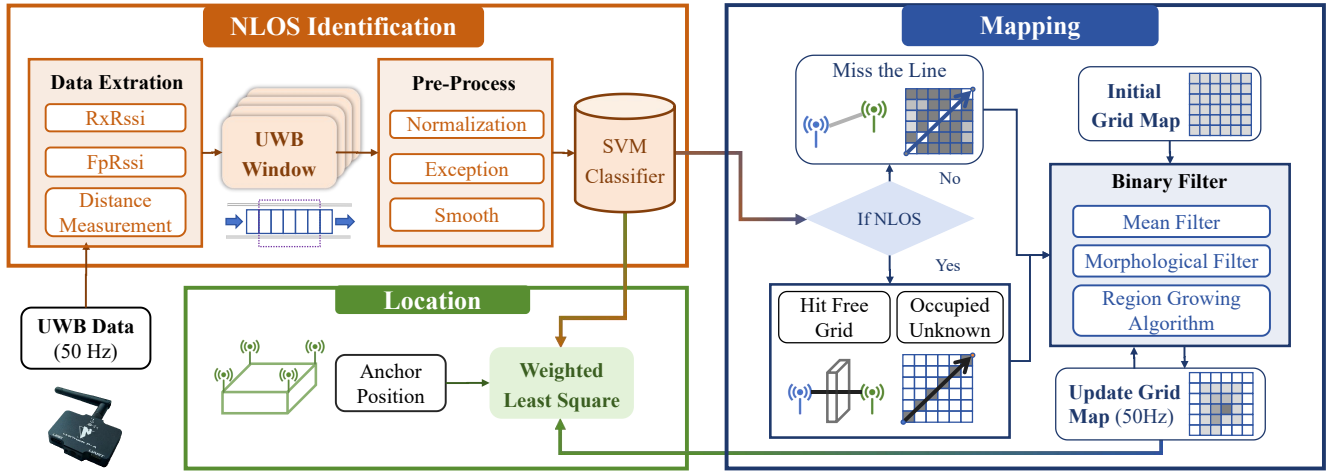 NLOS Identification
Data Extration
RxRssi
FpRssi
Distance
Measurement
UWB
Window
Pre-Process
Normalization
Exception
Smooth
SVM
Classifier
UWB Data
(50 Hz)
Location
Anchor
Position
Weighted
Least Square
Mapping
Miss the Line
No
If NLOS
Yes
Hit Free
Grid
Occupied
Unknown
Initial
Grid Map
Binary Filter
Mean Filter
Morphological Filter
Region Growing
Algorithm
Update Grid
Map (50Hz)